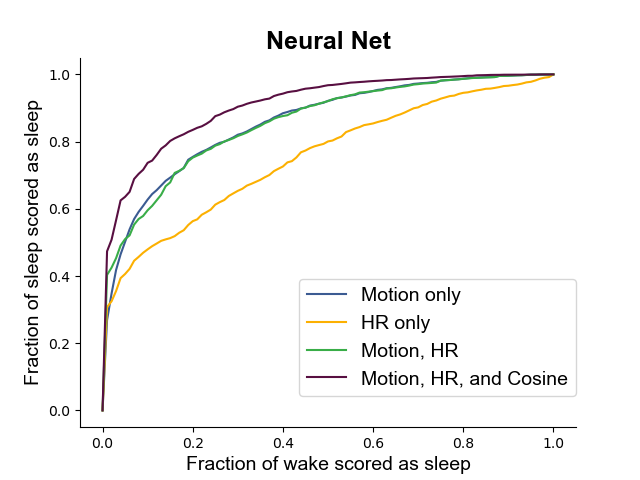 Neural Net
Fraction of sleep scored as sleep
1.0
0.8
0.6
0.4
0.2
0.0
Motion only
HR only
Motion, HR
Motion, HR, and Cosine
0.0 0.2 0.4 0.6 0.8 1.0
Fraction of wake scored as sleep